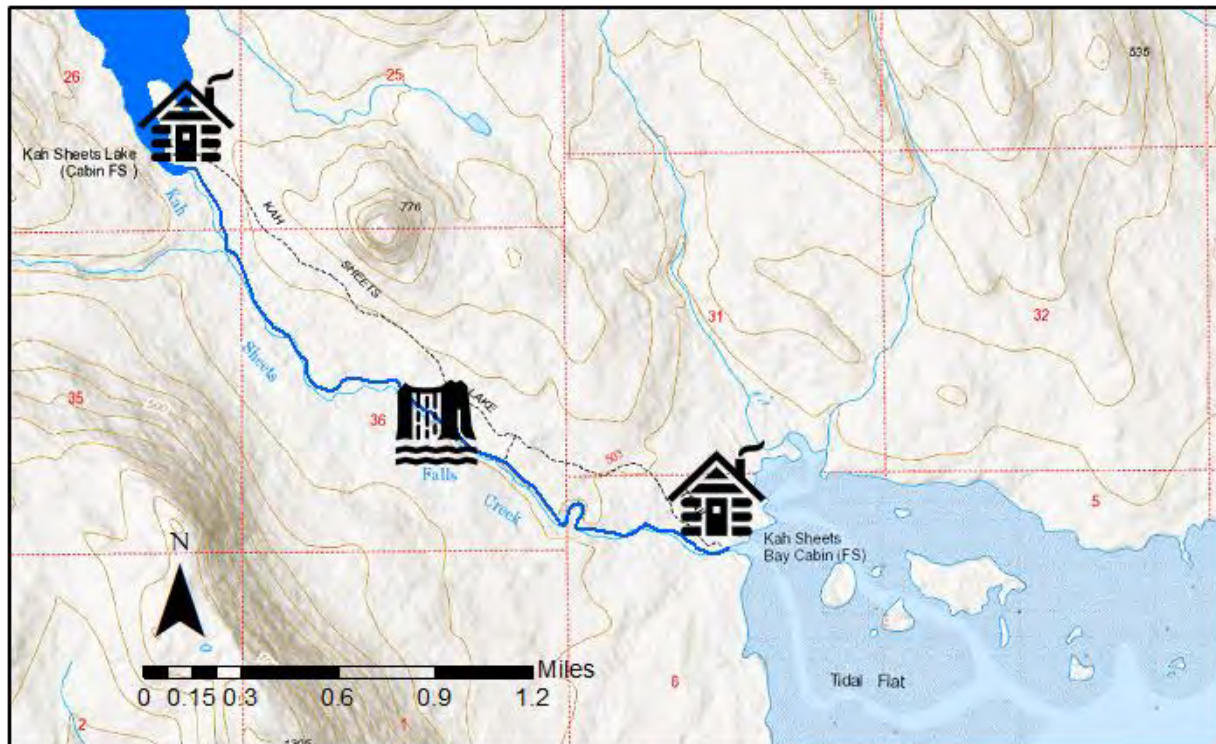 26
25
535
500
Kah Sheets Lake
(Cabin FS )
Kah
KAH
776
SHEETS
31
32
Sheets
35
500
36
LAKE
503
Falls
Creek
5
Kah Sheets
Bay Cabin (FS)
N
Miles
0 0.15 0.3 0.6 0.9 1.2
6
Tidal Flat
2
1